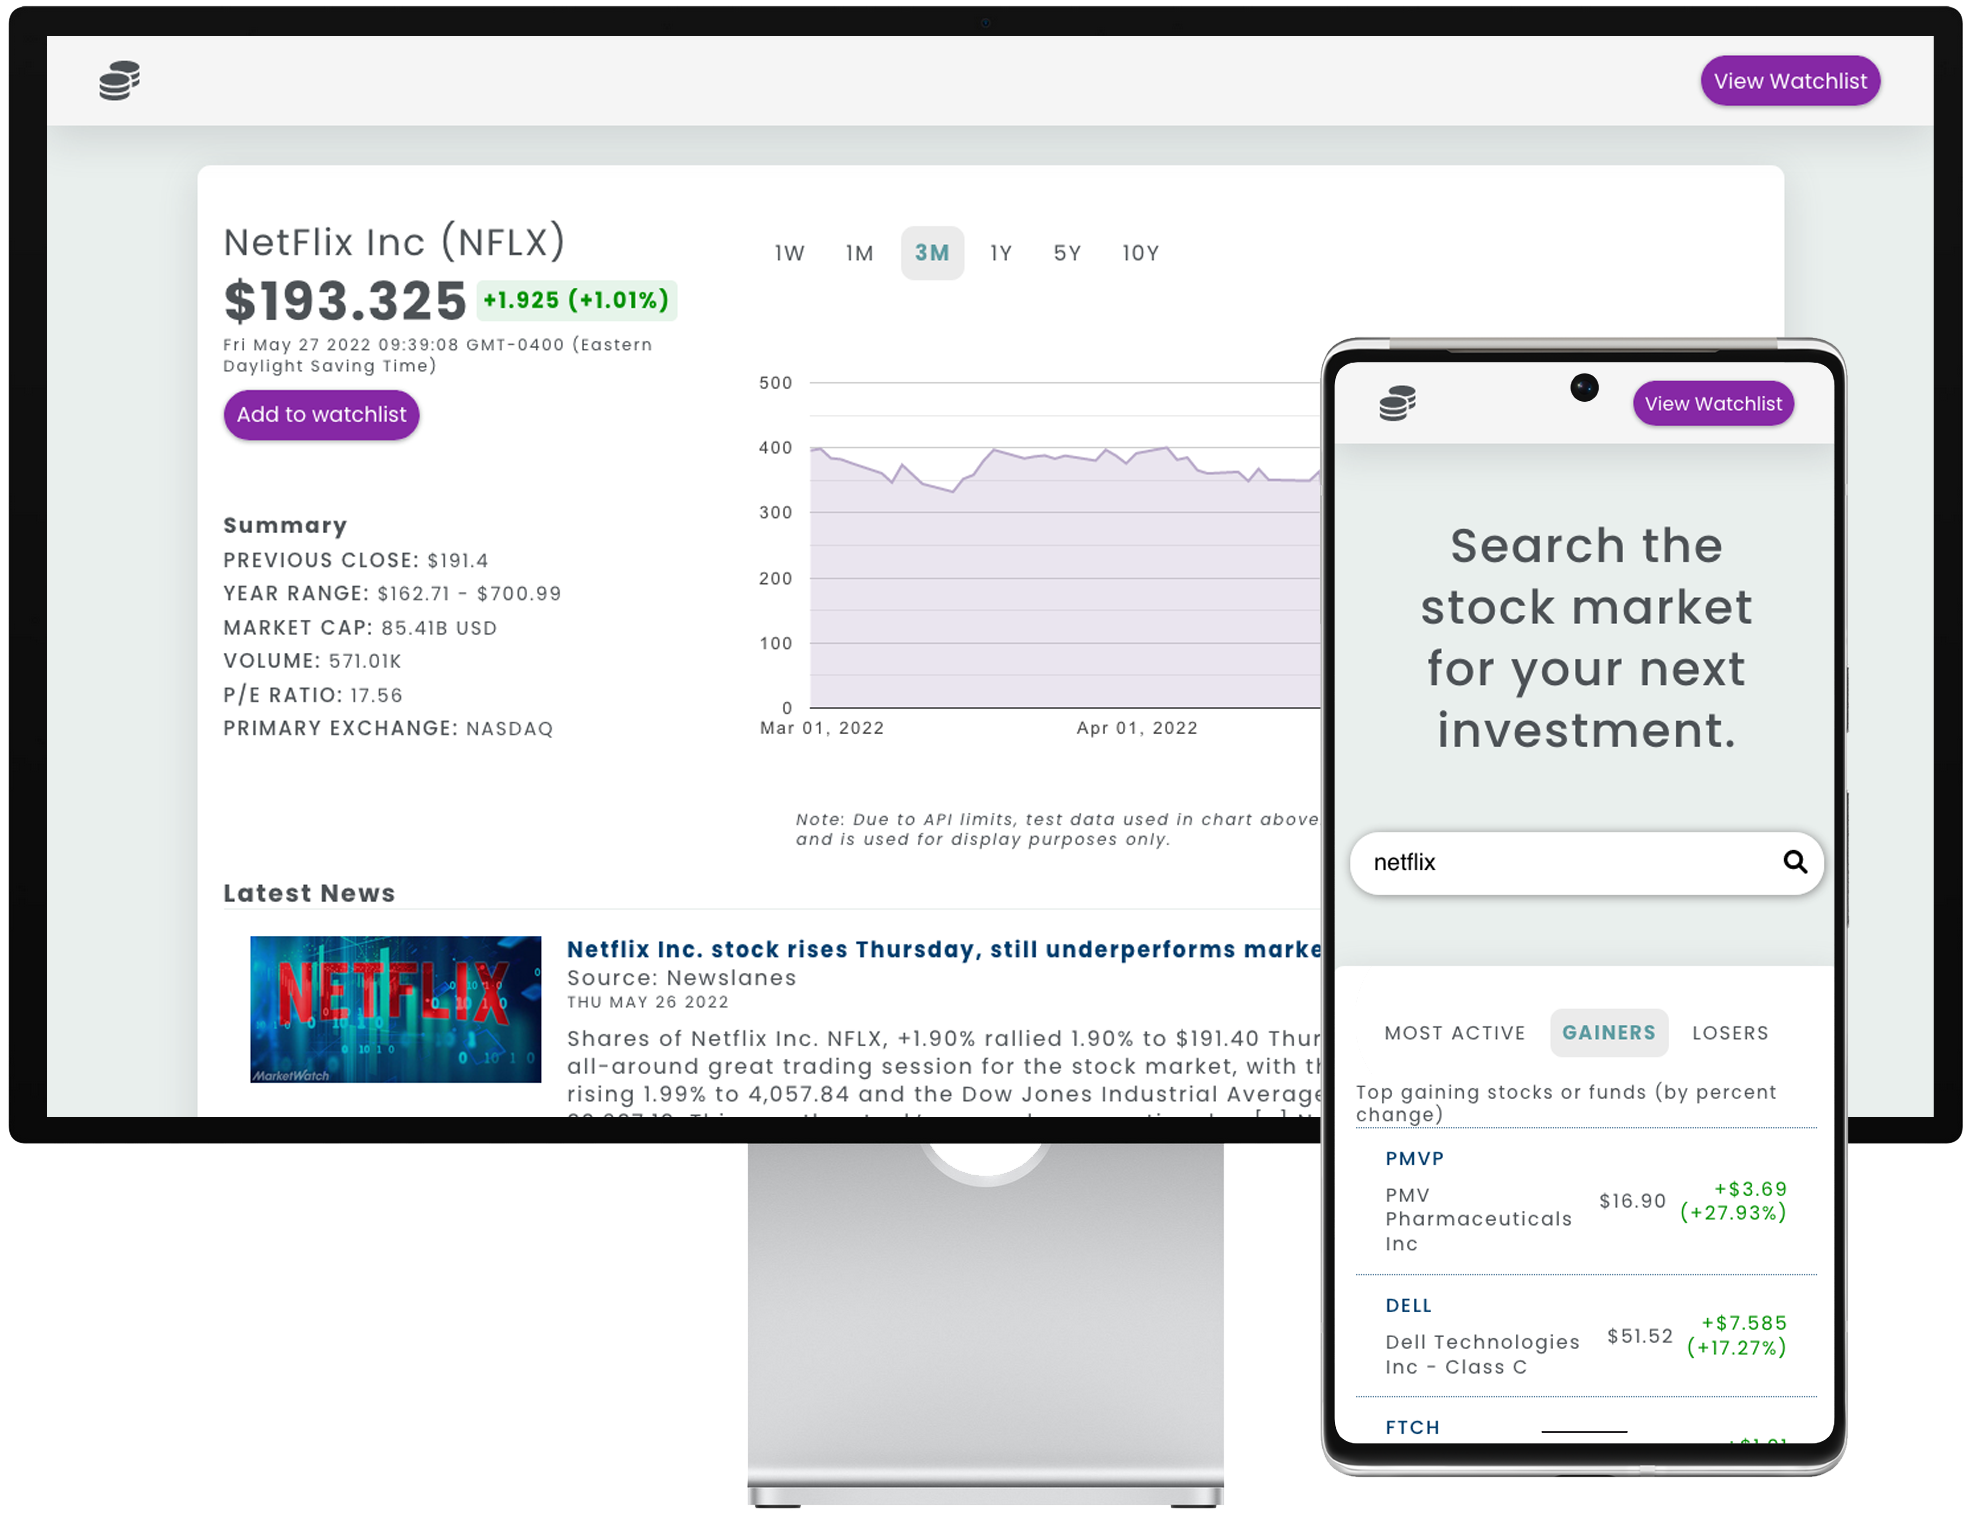 View Watchlist
NetFlix Inc (NFLX)
$193.325 +1.925 (+1.01%)
Fri May 27 2022 09:39:08 GMT-0400 (Eastern
Daylight Saving Time)
Add to watchlist
Summary
PREVIOUS CLOSE: $191.4
YEAR RANGE: $162.71 - $700.99
MARKET CAP: 85.41B USD
VOLUME: 571.01K
P/E RATIO: 17.56
PRIMARY EXCHANGE: NASDAQ
1W 1M 3M 1Y 5Y 10Y
500
400
300
200
100
0
Mar 01, 2022 Apr 01, 2022
Note: Due to API limits, test data used in chart above
and is used for display purposes only.
Latest News
NETFLIX
MarketWatch
Netflix Inc. stock rises Thursday, still underperforms marke
Source: Newslanes
THU MAY 26 2022
Shares of Netflix Inc. NFLX, +1.90% rallied 1.90% to $191.40 Thur
all-around great trading session for the stock market, with th
rising 1.99% to 4,057.84 and the Dow Jones Industrial Average
View Watchlist
Search the
stock market
for your next
investment.
netflix
MOST ACTIVE GAINERS LOSERS
Top gaining stocks or funds (by percent
change)
PMVP
PMV
Pharmaceuticals
Inc
$16.90
+$3.69
(+27.93%)
DELL
Dell Technologies
Inc - Class C
$51.52
+$7.585
(+17.27%)
FTCH